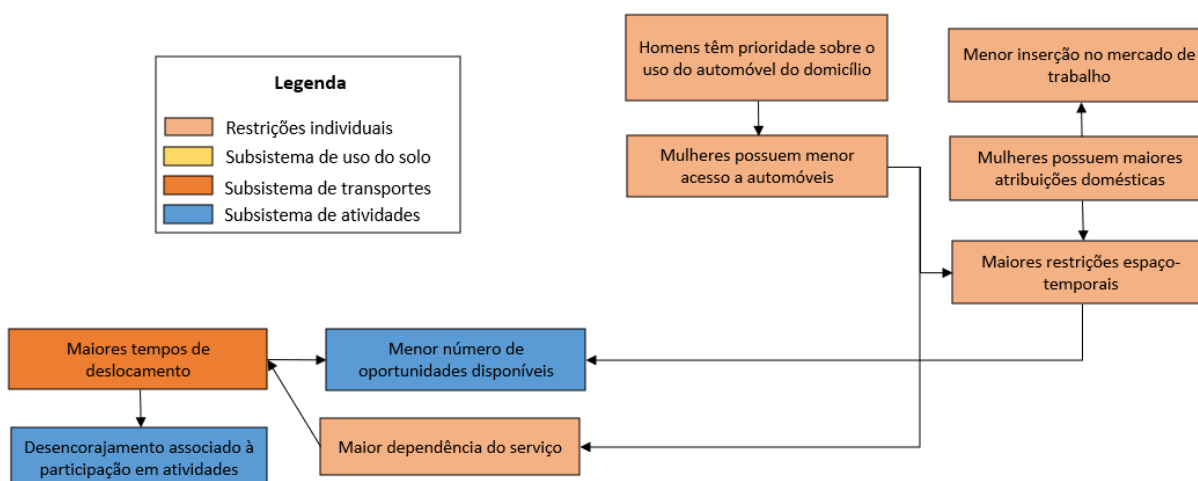 Legenda
Restrições individuais
Subsistema de uso do solo
Subsistema de transportes
Subsistema de atividades
Homens têm prioridade sobre o
uso do automóvel do domicílio
Menor inserção no mercado de
trabalho
Mulheres possuem menor
acesso a automóveis
Mulheres possuem maiores
atribuições domésticas
Maiores restrições espaço-
temporais
Maiores tempos de
deslocamento
Menor número de
oportunidades disponíveis
Desencorajamento associado à
participação em atividades
Maior dependência do serviço